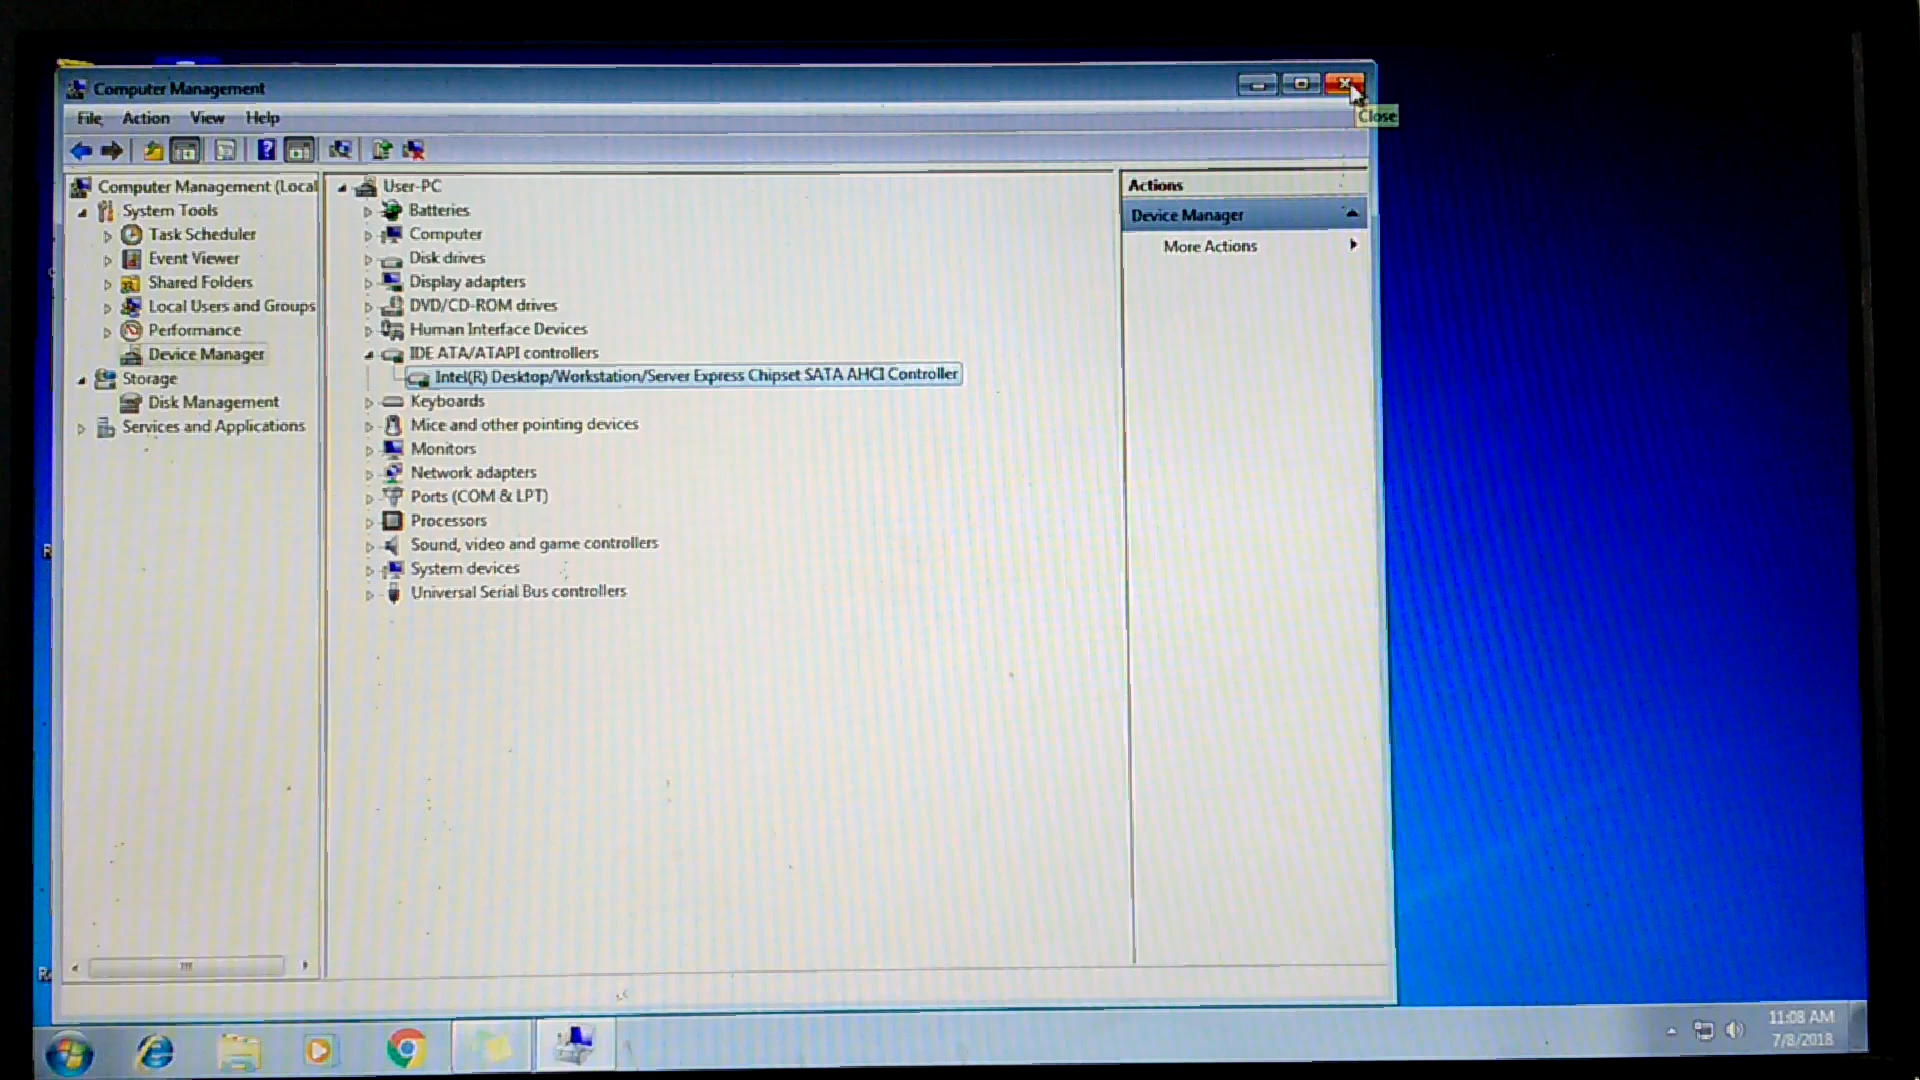 Computer Management
Close
File Action View Help
Computer Management (Local
System Tools
Task Scheduler
Event Viewer
Shared Folders
Local Users and Groups
Performance
Device Manager
Storage
Disk Management
Services and Applications
User-PC
Batteries
Computer
Disk drives
Display adapters
DVD/CD-ROM drives
Human Interface Devices
IDE ATA/ATAPI controllers
Intel(R) Desktop/Workstation/Server Express Chipset SATA AHCI Controller
Keyboards
Mice and other pointing devices
Monitors
Network adapters
Ports (COM & LPT)
Processors
Sound, video and game controllers
System devices
Universal Serial Bus controllers
Actions
Device Manager
More Actions
11:08 AM
7/8/2018